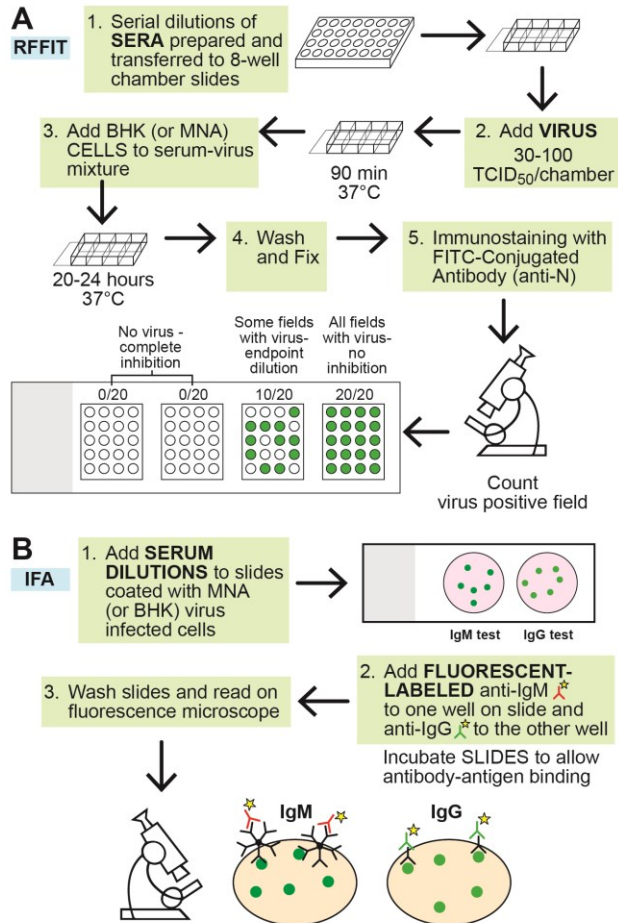 A
RFFIT
1. Serial dilutions of
SERA prepared and
transferred to 8-well
chamber slides
2. Add VIRUS
30-100
TCID50/chamber
90 min
37°C
3. Add BHK (or MNA)
CELLS to serum-virus
mixture
20-24 hours
37°C
4. Wash
and Fix
5. Immunostaining with
FITC-Conjugated
Antibody (anti-N)
No virus -
complete
inhibition
Some fields
with virus-
endpoint
dilution
All fields
with virus-
no
inhibition
0/20
0/20
10/20
20/20
Count
virus positive field
B
IFA
1. Add SERUM
DILUTIONS to slides
coated with MNA
(or BHK) virus
infected cells
IgM test
IgG test
2. Add FLUORESCENT-
LABELED anti-IgM
to one well on slide and
anti-IgG to the other well
Incubate SLIDES to allow
antibody-antigen binding
3. Wash slides and read on
fluorescence microscope
IgM
IgG